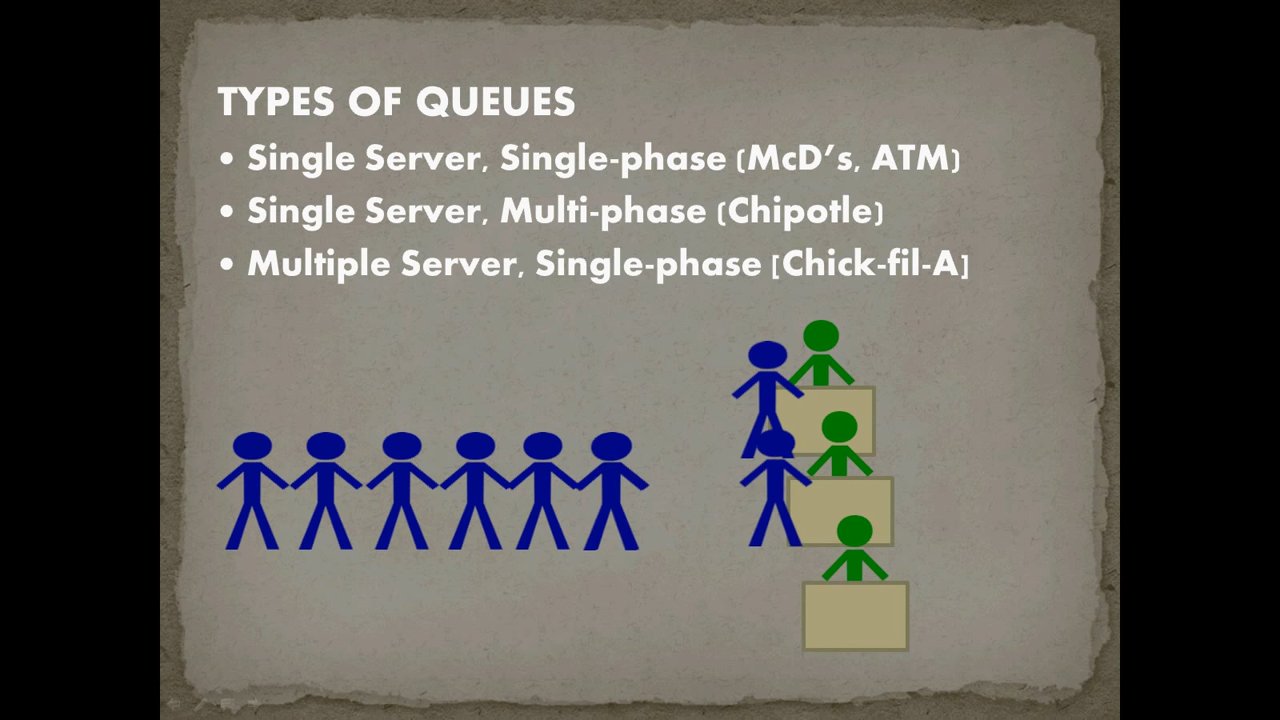 TYPES OF QUEUES
• Single Server, Single-phase (McD’s, ATM)
• Single Server, Multi-phase (Chipotle)
• Multiple Server, Single-phase [Chick-fil-A]